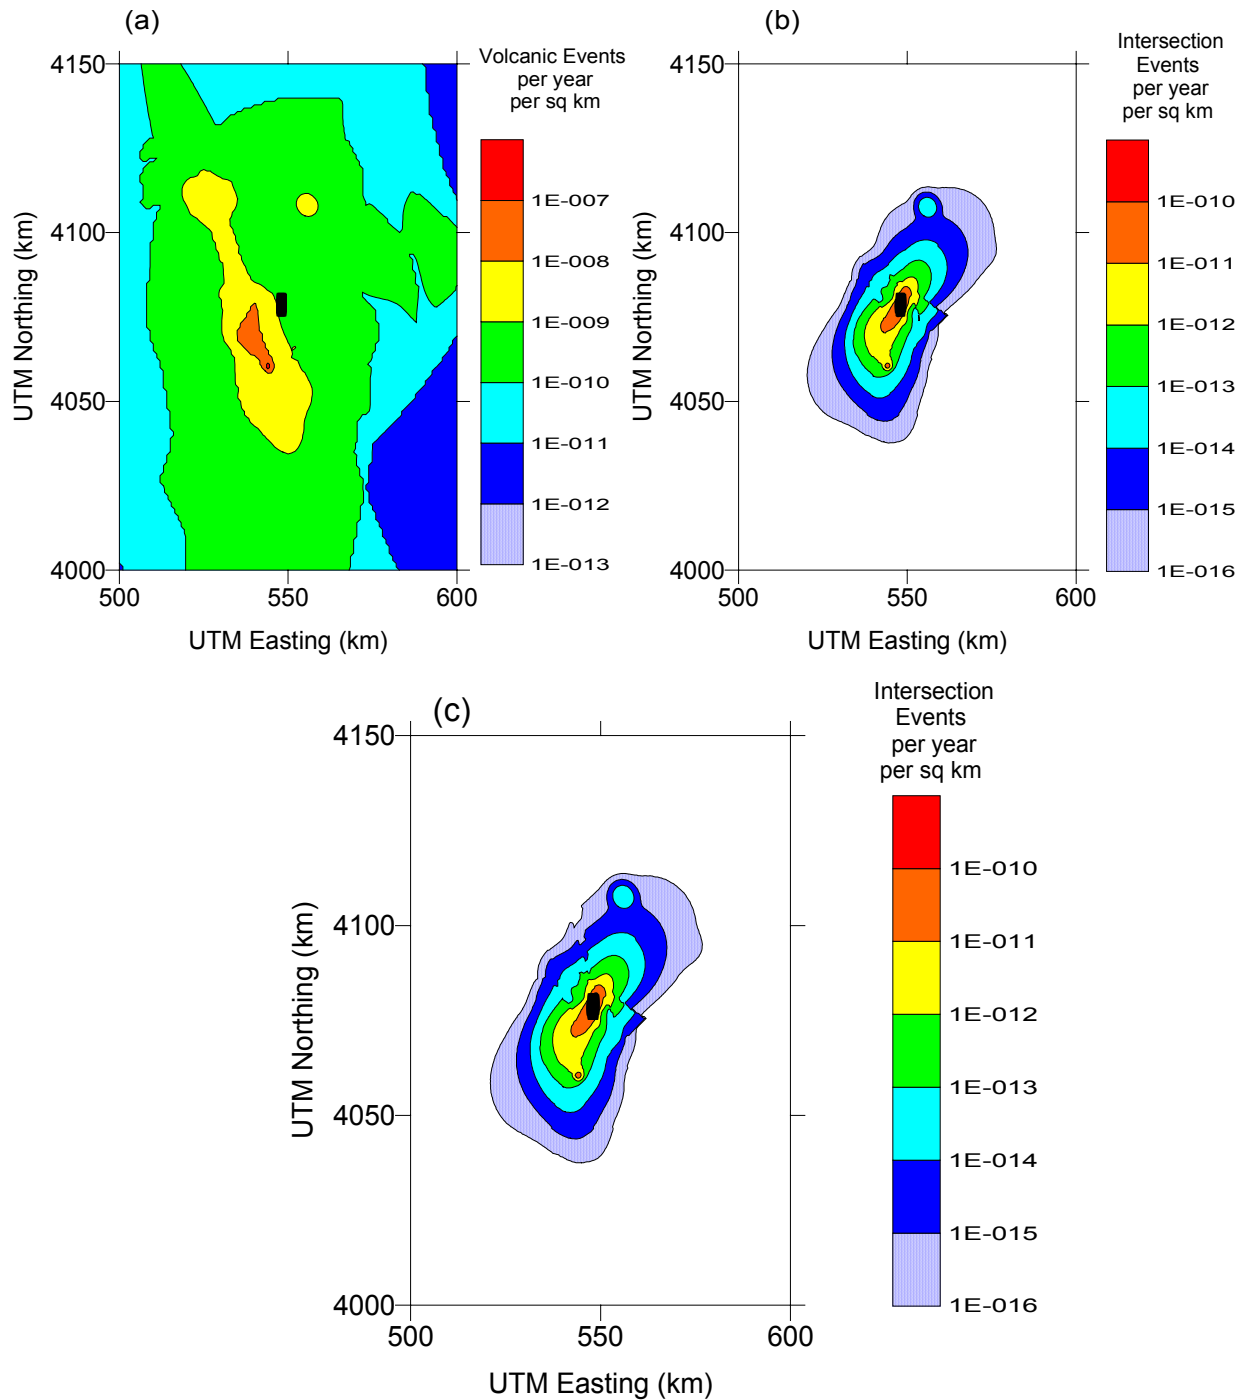 (a)
Volcanic Events
per year
per sq km
4150
4100
4050
4000
UTM Northing (km)
500
550
600
UTM Easting (km)
1E-007
1E-008
1E-009
1E-010
1E-011
1E-012
1E-013
(b)
Intersection
Events
per year
per sq km
4150
4100
4050
4000
UTM Northing (km)
500
550
600
UTM Easting (km)
1E-010
1E-011
1E-012
1E-013
1E-014
1E-015
1E-016
(c)
Intersection
Events
per year
per sq km
4150
4100
4050
4000
UTM Northing (km)
500
550
600
UTM Easting (km)
1E-010
1E-011
1E-012
1E-013
1E-014
1E-015
1E-016